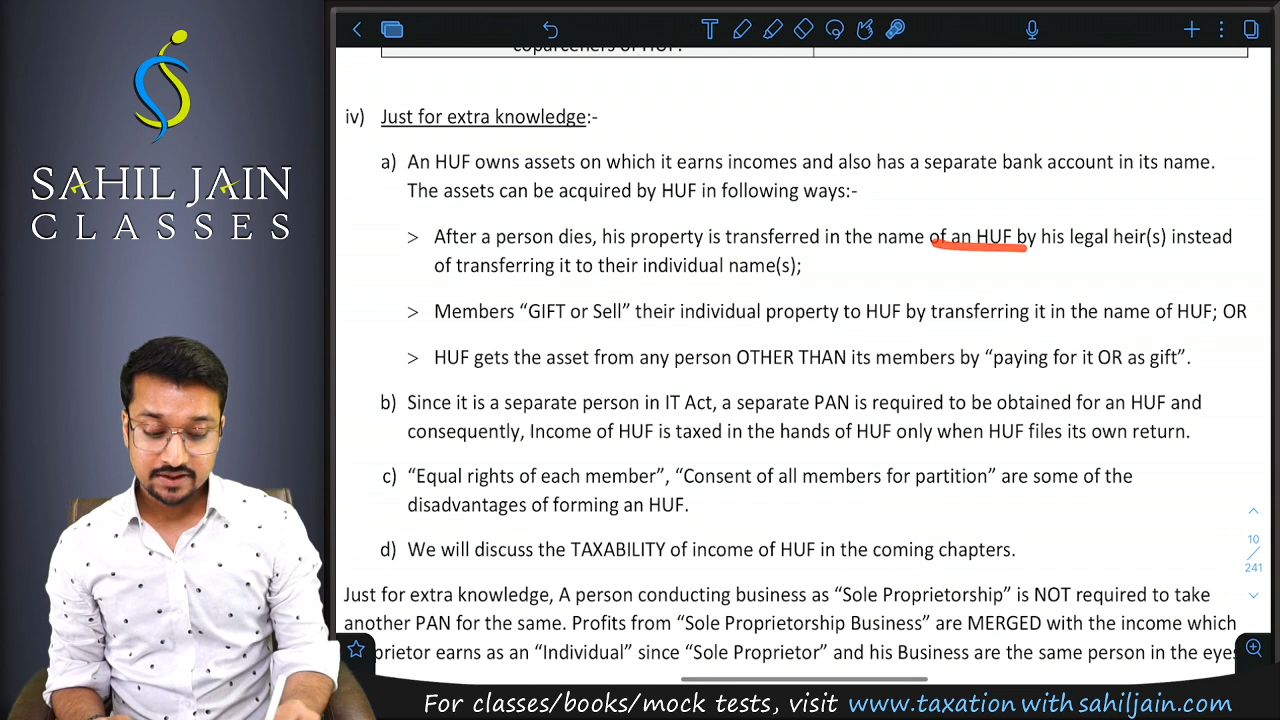 SAHIL JAIN
CLASSES
T
coparceners of HUF.
iv) Just for extra knowledge:-
a) An HUF owns assets on which it earns incomes and also has a separate bank account in its name.
The assets can be acquired by HUF in following ways:-
> After a person dies, his property is transferred in the name of an HUF by his legal heir(s) instead
of transferring it to their individual name(s);
> Members “GIFT or Sell” their individual property to HUF by transferring it in the name of HUF; OR
> HUF gets the asset from any person OTHER THAN its members by “paying for it OR as gift”.
b) Since it is a separate person in IT Act, a separate PAN is required to be obtained for an HUF and
consequently, Income of HUF is taxed in the hands of HUF only when HUF files its own return.
c) “Equal rights of each member”, “Consent of all members for partition” are some of the
disadvantages of forming an HUF.
10
/
241
d) We will discuss the TAXABILITY of income of HUF in the coming chapters.
Just for extra knowledge, A person conducting business as “Sole Proprietorship” is NOT required to take
another PAN for the same. Profits from “Sole Proprietorship Business” are MERGED with the income which
prietor earns as an “Individual” since “Sole Proprietor” and his Business are the same person in the eyes
For classes/books/mock tests, visit www.taxationwithsahiljain.com